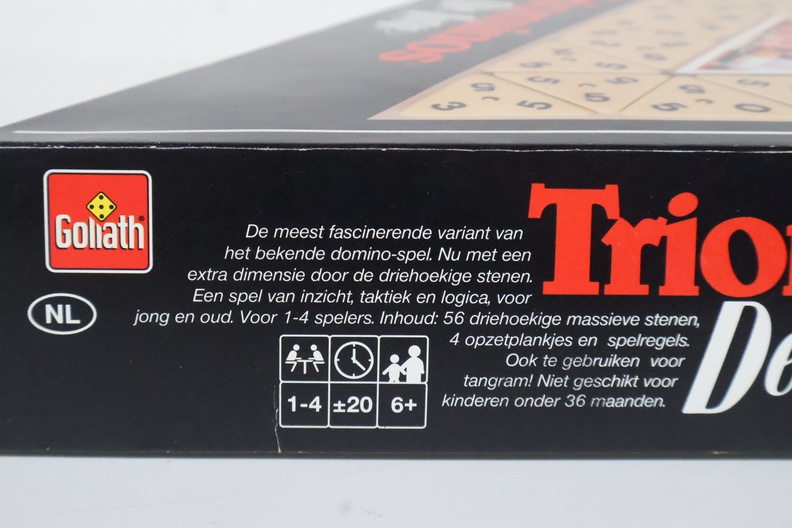 Goliath
NL
De meest fascinerende variant van
het bekende domino-spel. Nu met een
extra dimensie door de driehoekige stenen.
Een spel van inzicht, taktiek en logica, voor
jong en oud. Voor 1-4 spelers. Inhoud: 56 driehoekige massieve stenen,
4 opzetplankjes en spelregels.
Ook te gebruiken voor
tangram! Niet geschikt voor
kinderen onder 36 maanden.
1-4 ±20 6+
Trio
De
3 5 5